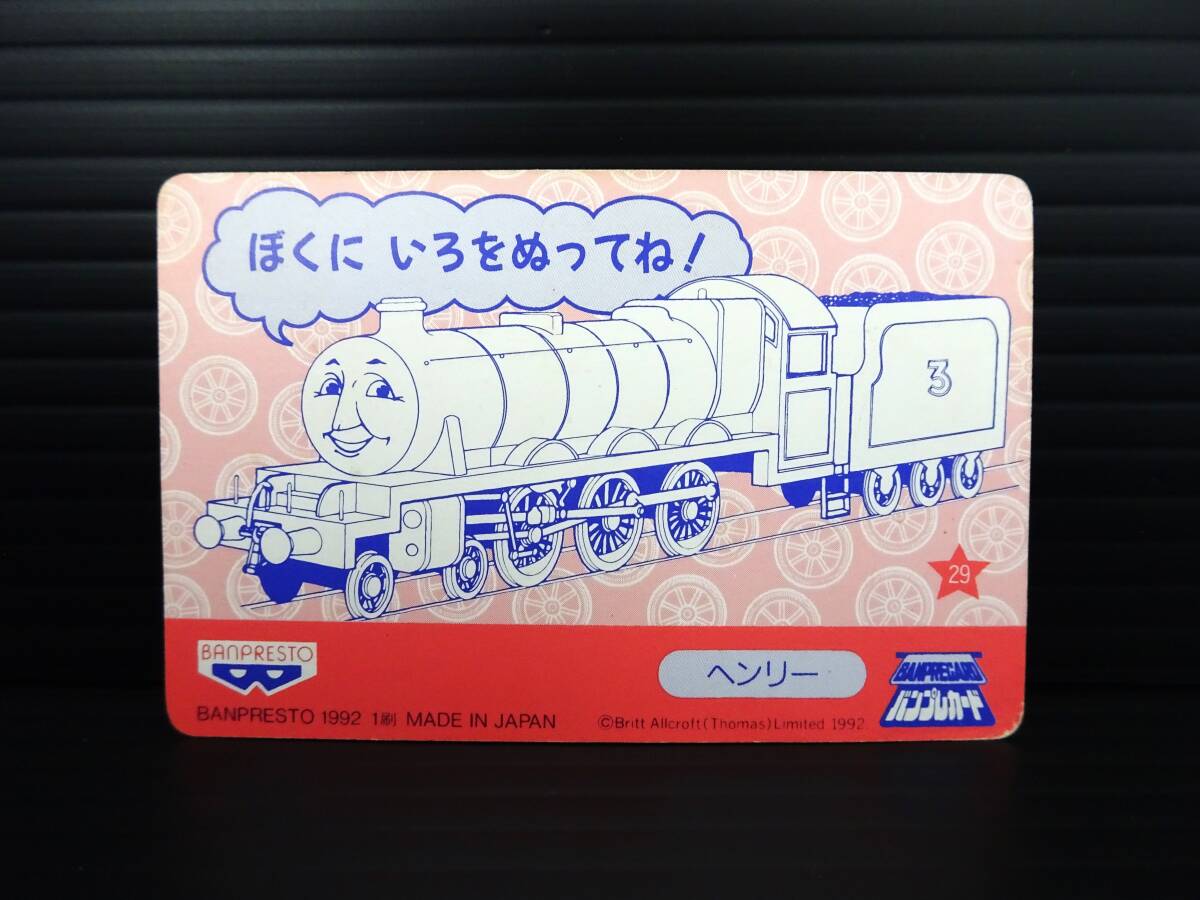 ぼくに いろをぬってね!
3
29
BANPRESTO
ヘンリー
BANPRECARD
バンプレカード
BANPRESTO 1992 1刷 MADE IN JAPAN
©Britt Allcroft(Thomas)Limited 1992